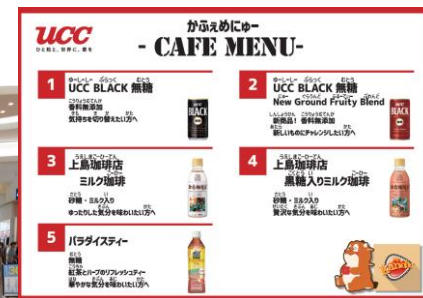 UCC
ひと粒と、世界に、愛を
かふぇめにゅー
- CAFE MENU-
1
UCC BLACK 無糖
香料無添加
気持ちを切り替えたい方へ
2
UCC BLACK 無糖
New Ground Fruity Blend
新商品! 香料無添加
新しいものにチャレンジしたい方へ
3
上島珈琲店
ミルク珈琲
砂糖・ミルク入り
ゆったりした気分を味わいたい方へ
4
上島珈琲店
黒糖入りミルク珈琲
砂糖・ミルク入り
贅沢な気分を味わいたい方へ
5
パラダイスティー
無糖
紅茶とハーブのリフレッシュティー
華やかな気分を味わいたい方へ